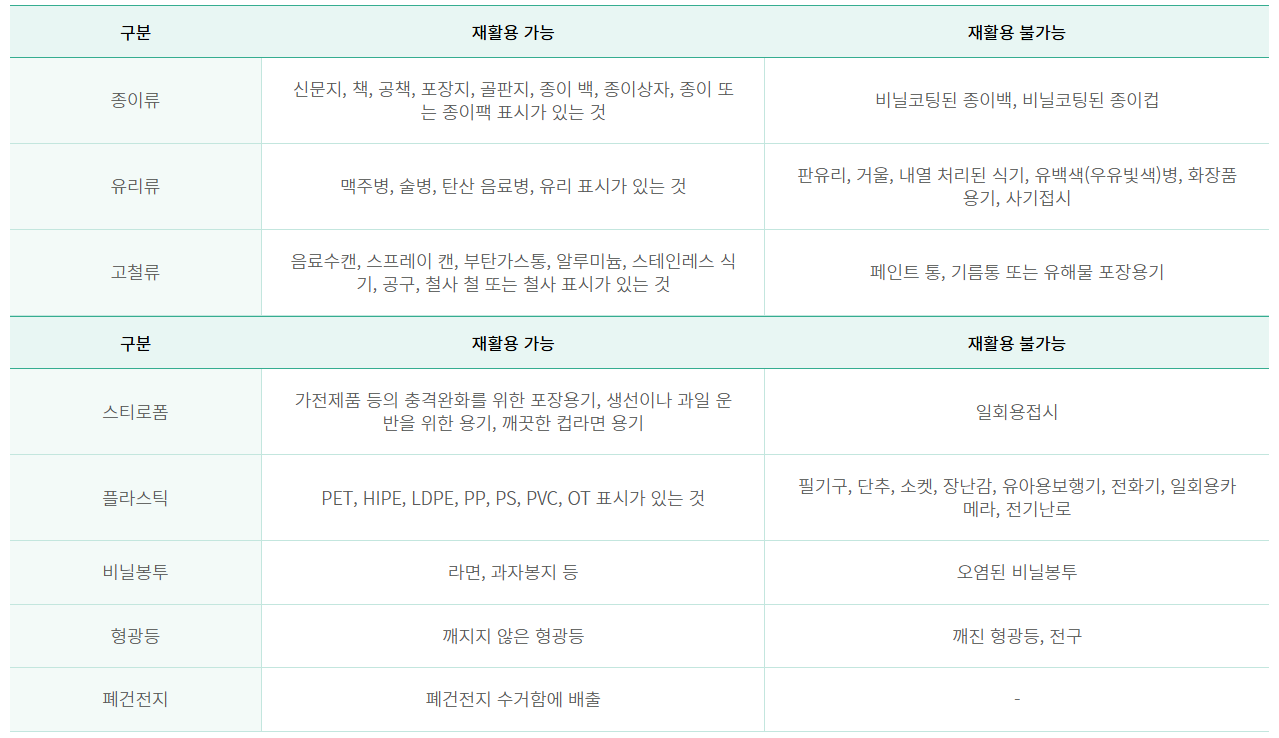 구분 재활용 가능 재활용 불가능
종이류
신문지, 책, 공책, 포장지, 골판지, 종이 백, 종이상자, 종이 또
는 종이팩 표시가 있는 것
비닐코팅된 종이백, 비닐코팅된 종이컵
유리류
맥주병, 술병, 탄산 음료병, 유리 표시가 있는 것
판유리, 거울, 내열 처리된 식기, 유백색(우유빛색)병, 화장품
용기, 사기접시
고철류
음료수캔, 스프레이 캔, 부탄가스통, 알루미늄, 스테인레스 식
기, 공구, 철사 철 또는 철사 표시가 있는 것
페인트 통, 기름통 또는 유해물 포장용기
구분 재활용 가능 재활용 불가능
스티로폼
가전제품 등의 충격완화를 위한 포장용기, 생선이나 과일 운
반을 위한 용기, 깨끗한 컵라면 용기
일회용접시
플라스틱
PET, HIPE, LDPE, PP, PS, PVC, OT 표시가 있는 것
필기구, 단추, 소켓, 장난감, 유아용보행기, 전화기, 일회용카
메라, 전기난로
비닐봉투
라면, 과자봉지 등
오염된 비닐봉투
형광등
깨지지 않은 형광등
깨진 형광등, 전구
폐건전지
폐건전지 수거함에 배출
-